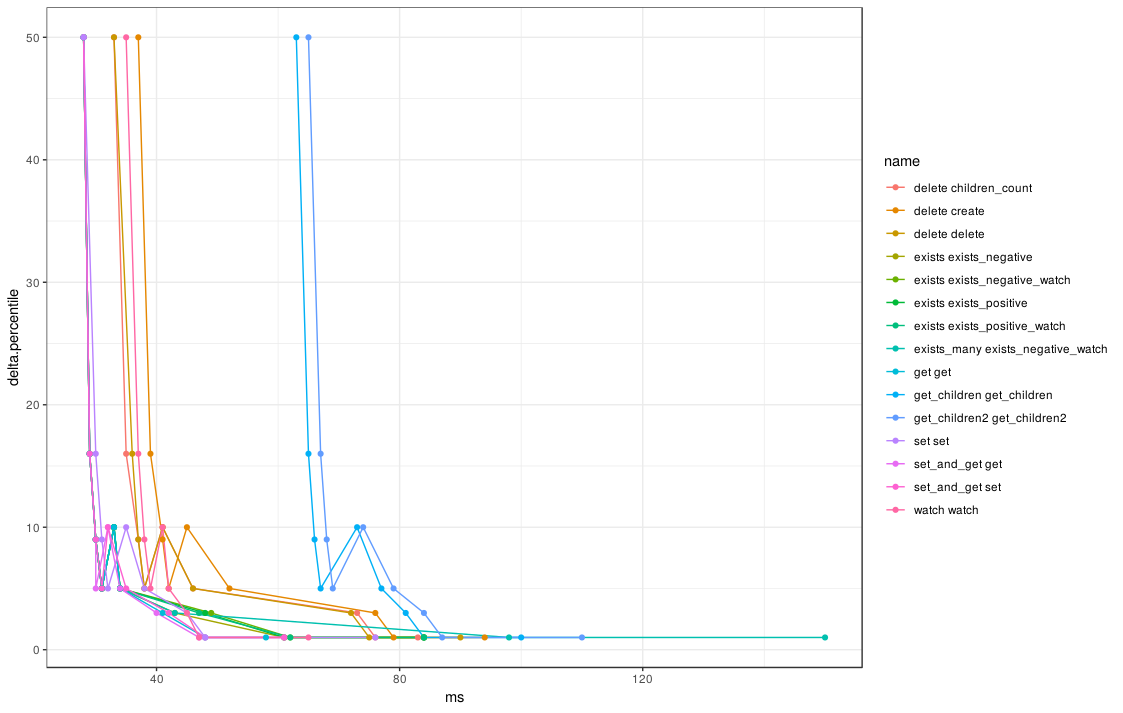 50
40
30
20
10
0
delta.percentile
40
80
120
ms
name
delete children_count
delete create
delete delete
exists exists_negative
exists exists_negative_watch
exists exists_positive
exists exists_positive_watch
exists_many exists_negative_watch
get get
get_children get_children
get_children2 get_children2
set set
set_and_get get
set_and_get set
watch watch